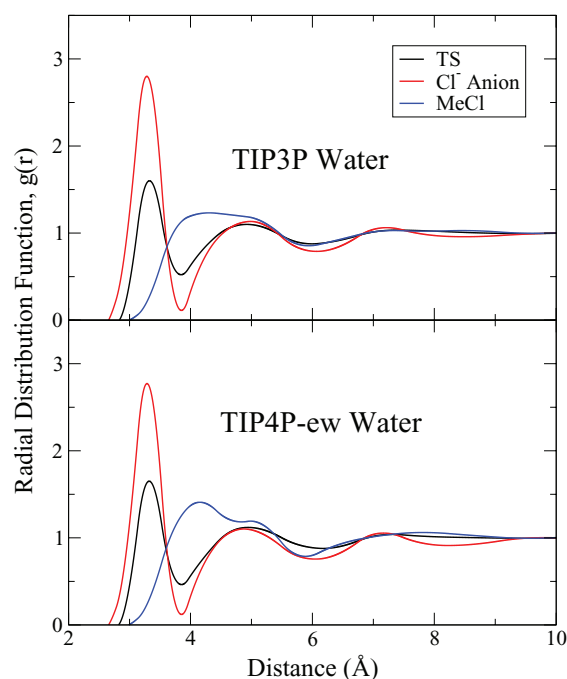 3
2
1
0
TS
Cl⁻ Anion
MeCl
TIP3P Water
Radial Distribution Function, g(r)
3
2
1
0
TIP4P-ew Water
2
4
6
8
10
Distance (Å)